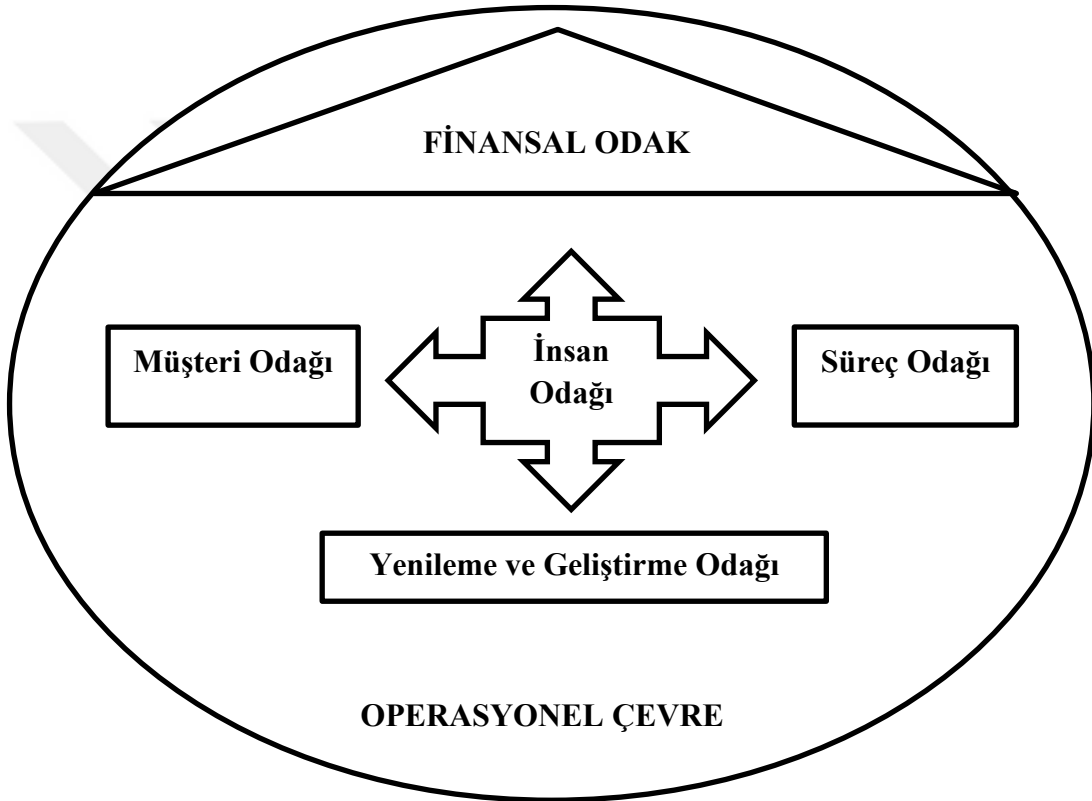 FİNANSAL ODAK
Müşteri Odağı
İnsan
Odağı
Süreç Odağı
Yenileme ve Geliştirme Odağı
OPERASYONEL ÇEVRE